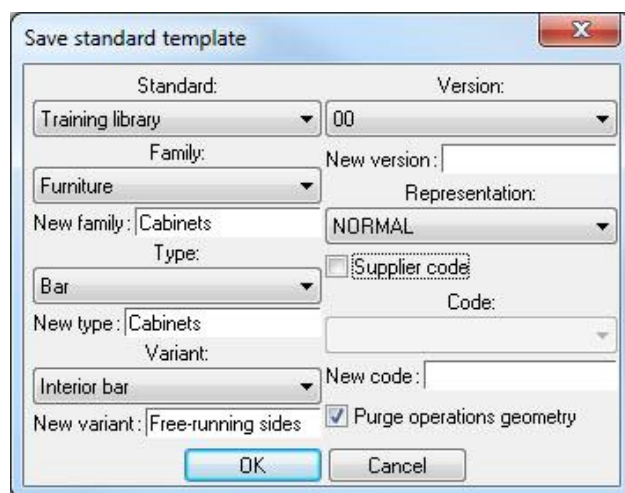 Save standard template
Standard:
Training library
Family:
Furniture
New family: Cabinets
Type:
Bar
New type: Cabinets
Variant:
Interior bar
New variant: Free-running sides
Version:
00
New version:
Representation:
NORMAL
Supplier code
Code:
New code:
Purge operations geometry
OK
Cancel